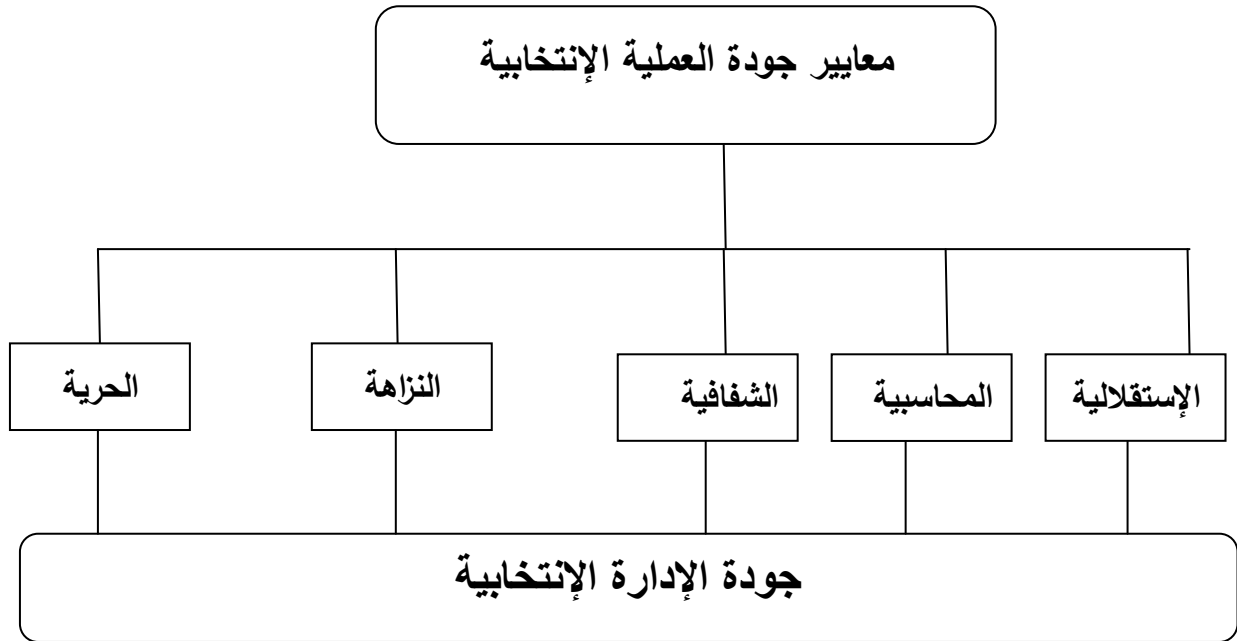 معايير جودة العملية الإنتخابية
الإستقلالية
المحاسبية
الشفافية
النزاهة
الحرية
جودة الإدارة الإنتخابية